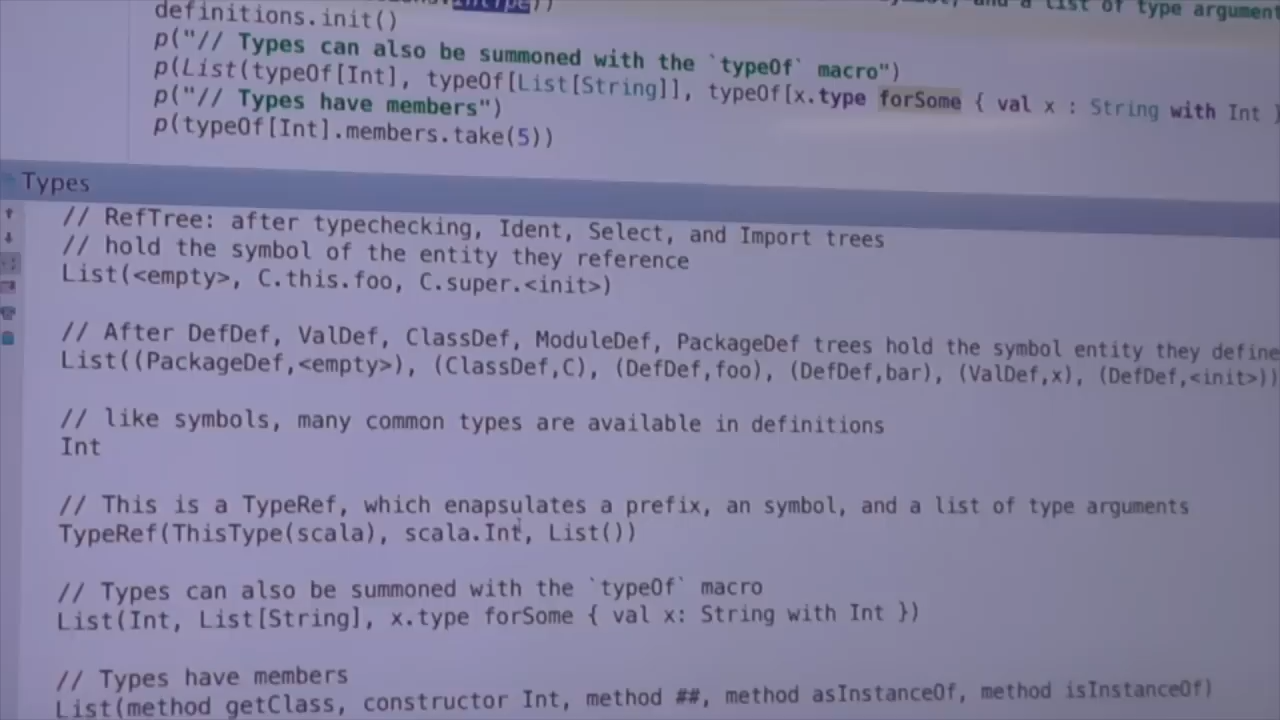 IntType))
, and a list of type argument
definitions.init()
p("// Types can also be summoned with the `typeOf` macro")
p(List(typeOf[Int], typeOf[List[String]], typeOf[x.type forSome { val x : String with Int }
p("// Types have members")
p(typeOf[Int].members.take(5))
Types
// RefTree: after typechecking, Ident, Select, and Import trees
// hold the symbol of the entity they reference
List(<empty>, C.this.foo, C.super.<init>)
// After DefDef, ValDef, ClassDef, ModuleDef, PackageDef trees hold the symbol entity they define
List((PackageDef,<empty>), (ClassDef,C), (DefDef,foo), (DefDef,bar), (ValDef,x), (DefDef,<init>))
// like symbols, many common types are available in definitions
Int
// This is a TypeRef, which enapsulates a prefix, an symbol, and a list of type arguments
TypeRef(ThisType(scala), scala.Int, List())
// Types can also be summoned with the `typeOf` macro
List(Int, List[String], x.type forSome { val x: String with Int })
// Types have members
List(method getClass, constructor Int, method ##, method asInstanceOf, method isInstanceOf)